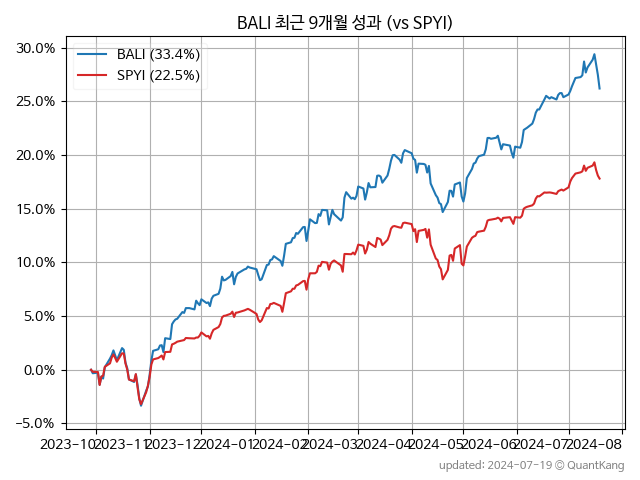 BALI 최근 9개월 성과 (vs SPYI)
BALI (33.4%)
SPYI (22.5%)
30.0%
25.0%
20.0%
15.0%
10.0%
5.0%
0.0%
-5.0%
2023-10 2023-11 2023-12 2024-01 2024-02 2024-03 2024-04 2024-05 2024-06 2024-07 2024-08
updated: 2024-07-19 © QuantKang